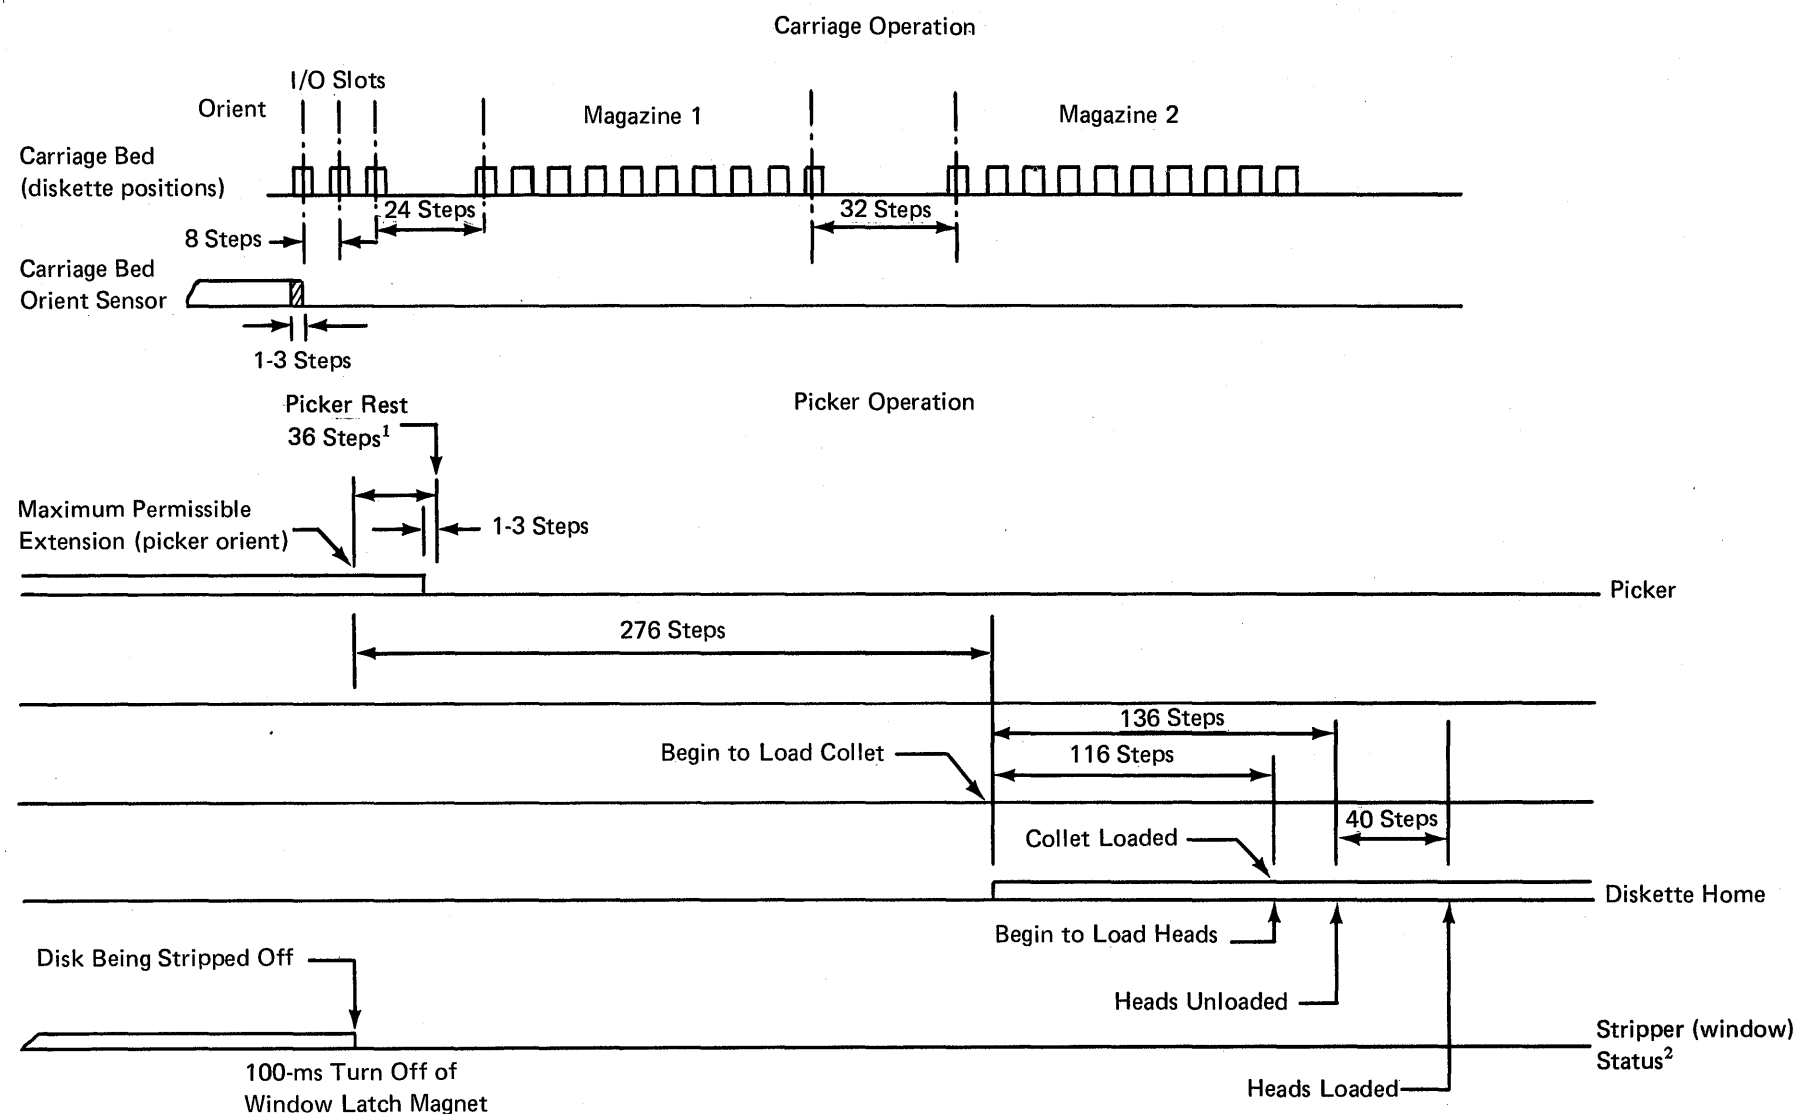 Carriage Operation
I/O Slots
Orient
Magazine 1
Magazine 2
Carriage Bed
(diskette positions)
24 Steps
32 Steps
8 Steps
Carriage Bed
Orient Sensor
1-3 Steps
Picker Operation
Picker Rest
36 Steps¹
Maximum Permissible
Extension (picker orient)
1-3 Steps
Picker
276 Steps
136 Steps
Begin to Load Collet
116 Steps
40 Steps
Collet Loaded
Diskette Home
Begin to Load Heads
Disk Being Stripped Off
Heads Unloaded
Stripper (window)
Status²
100-ms Turn Off of
Window Latch Magnet
Heads Loaded